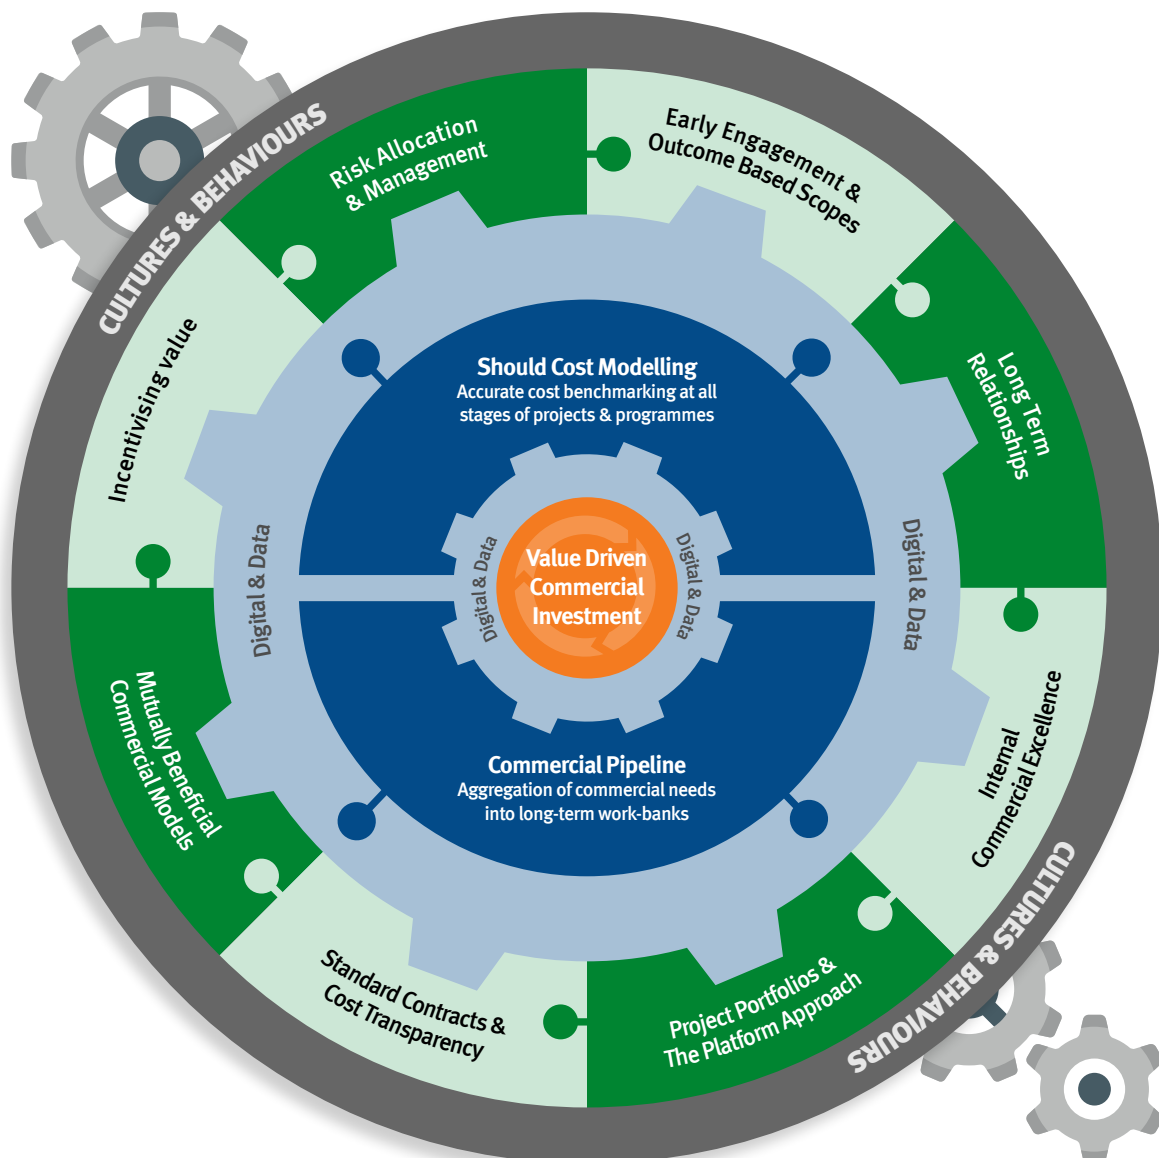 CULTURES & BEHAVIOURS
Risk Allocation
& Management
Early Engagement &
Outcome Based Scopes
Long Term
Relationships
Internal
Commercial Excellence
Project Portfolios &
The Platform Approach
Standard Contracts &
Cost Transparency
Mutually Beneficial
Commercial Models
Incentivising value
Digital & Data
Should Cost Modelling
Accurate cost benchmarking at all
stages of projects & programmes
Digital & Data
Value Driven
Commercial
Investment
Digital & Data
Digital & Data
Commercial Pipeline
Aggregation of commercial needs
into long-term work-banks
CULTURES & BEHAVIOURS